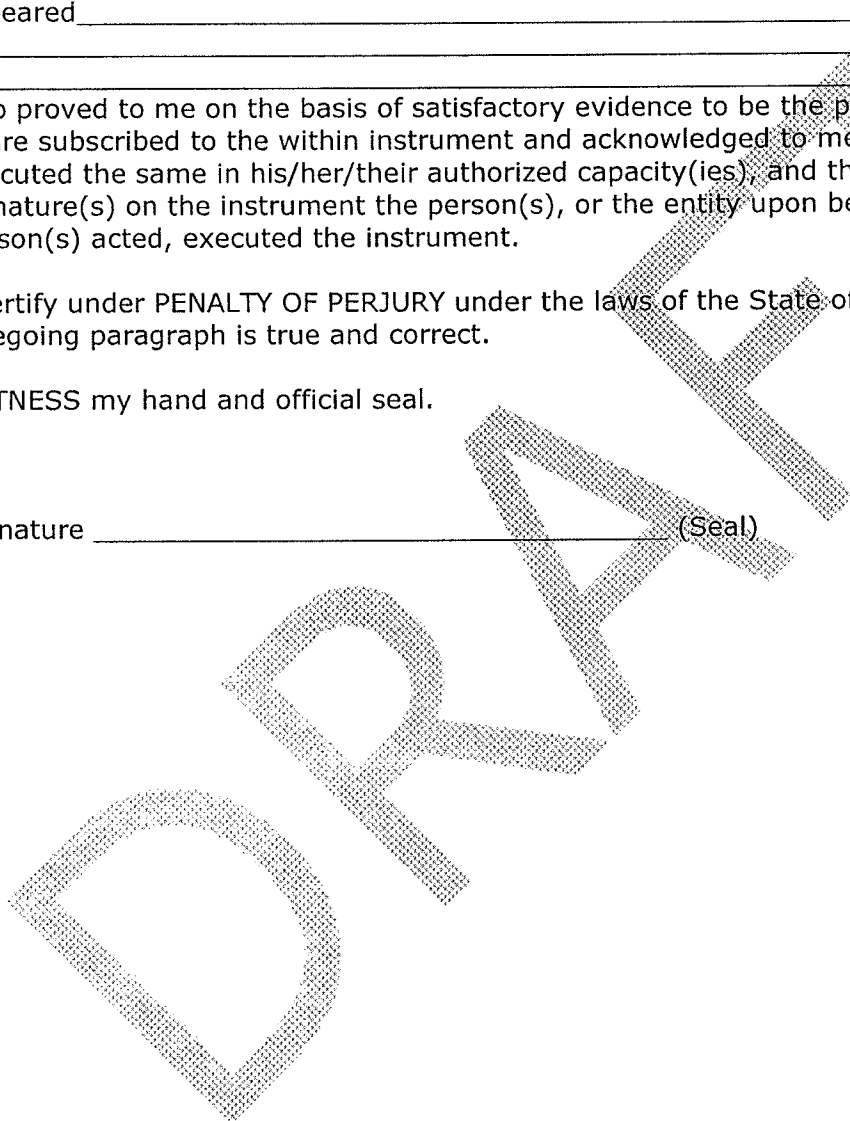 eared
o proved to me on the basis of satisfactory evidence to be the p
re subscribed to the within instrument and acknowledged to me
cuted the same in his/her/their authorized capacity(ies), and th
nature(s) on the instrument the person(s), or the entity upon be
son(s) acted, executed the instrument.
ertify under PENALTY OF PERJURY under the laws of the State of
egoing paragraph is true and correct.
TNESS my hand and official seal.
nature (Seal)
DRAF